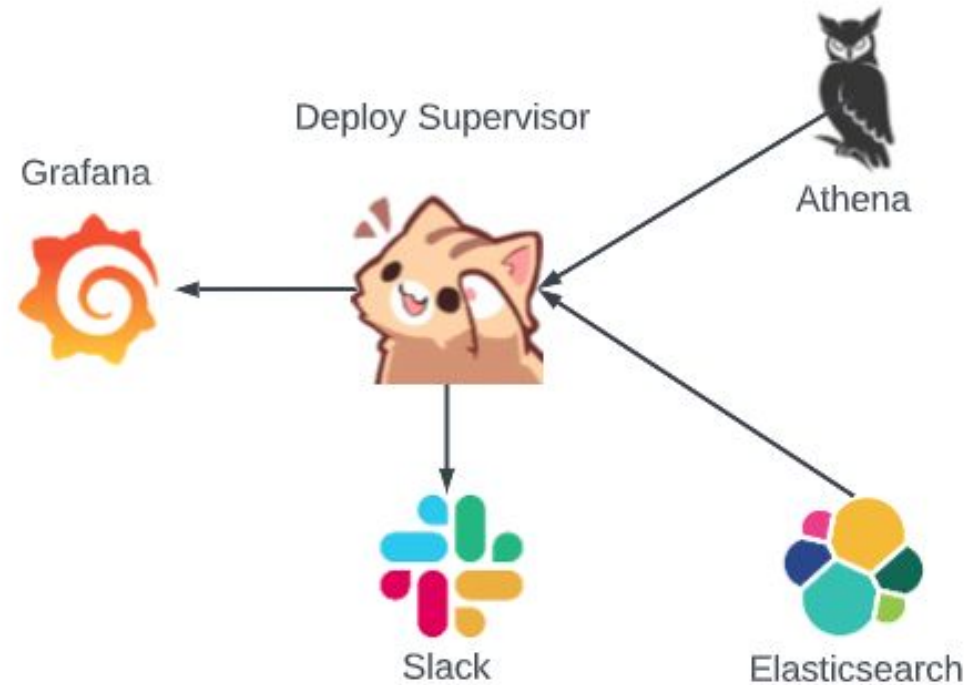 Deploy Supervisor
Grafana
Athena
Slack
Elasticsearch